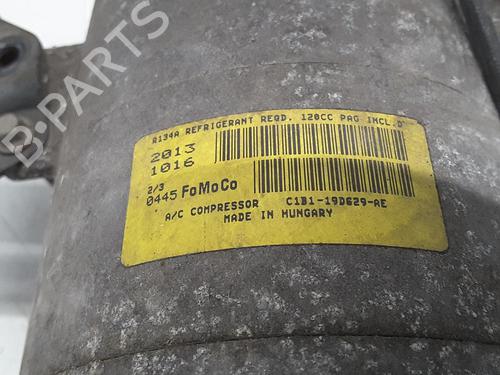 B-PARTS
R134A REFRIGERANT REQD. 120CC PAG INCL.D
2013
1016
2/3
0445 FoMoCo
A/C COMPRESSOR C1B1-19D629-AE
MADE IN HUNGARY